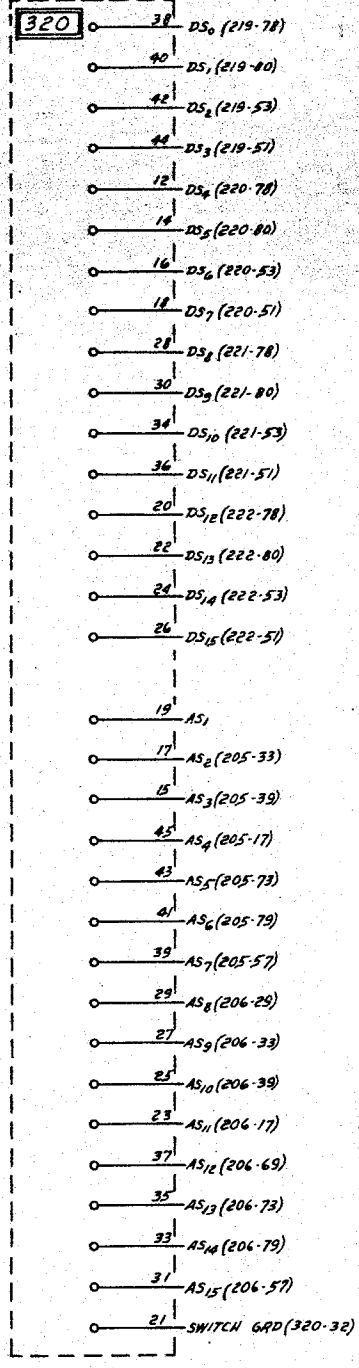 320
38 DS₀ (219-78)
40 DS₁ (219-80)
42 DS₂ (219-53)
44 DS₃ (219-51)
12 DS₄ (220-78)
14 DS₅ (220-80)
16 DS₆ (220-53)
18 DS₇ (220-51)
28 DS₈ (221-78)
30 DS₉ (221-80)
34 DS₁₀ (221-53)
36 DS₁₁ (221-51)
20 DS₁₂ (222-78)
22 DS₁₃ (222-80)
24 DS₁₄ (222-53)
26 DS₁₅ (222-51)
19 AS₁
17 AS₂ (205-33)
15 AS₃ (205-39)
45 AS₄ (205-17)
43 AS₅ (205-73)
41 AS₆ (205-79)
39 AS₇ (205-57)
29 AS₈ (206-29)
27 AS₉ (206-33)
25 AS₁₀ (206-39)
23 AS₁₁ (206-17)
37 AS₁₂ (206-69)
35 AS₁₃ (206-73)
33 AS₁₄ (206-79)
31 AS₁₅ (206-57)
21 SWITCH GRD (320-32)